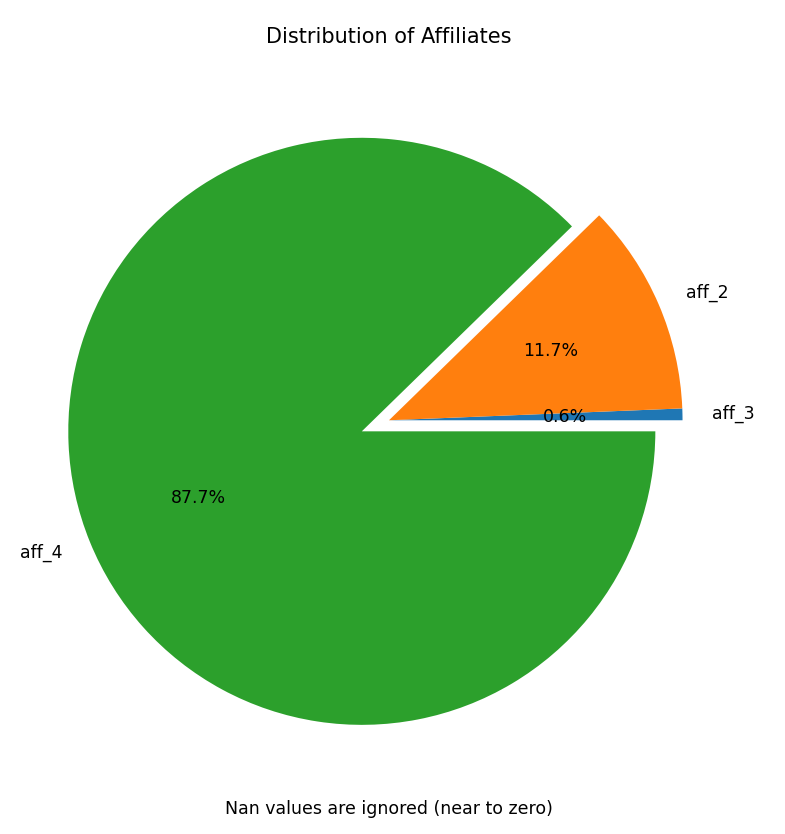 Distribution of Affiliates
aff_2
11.7%
0.6%
aff_3
87.7%
aff_4
Nan values are ignored (near to zero)